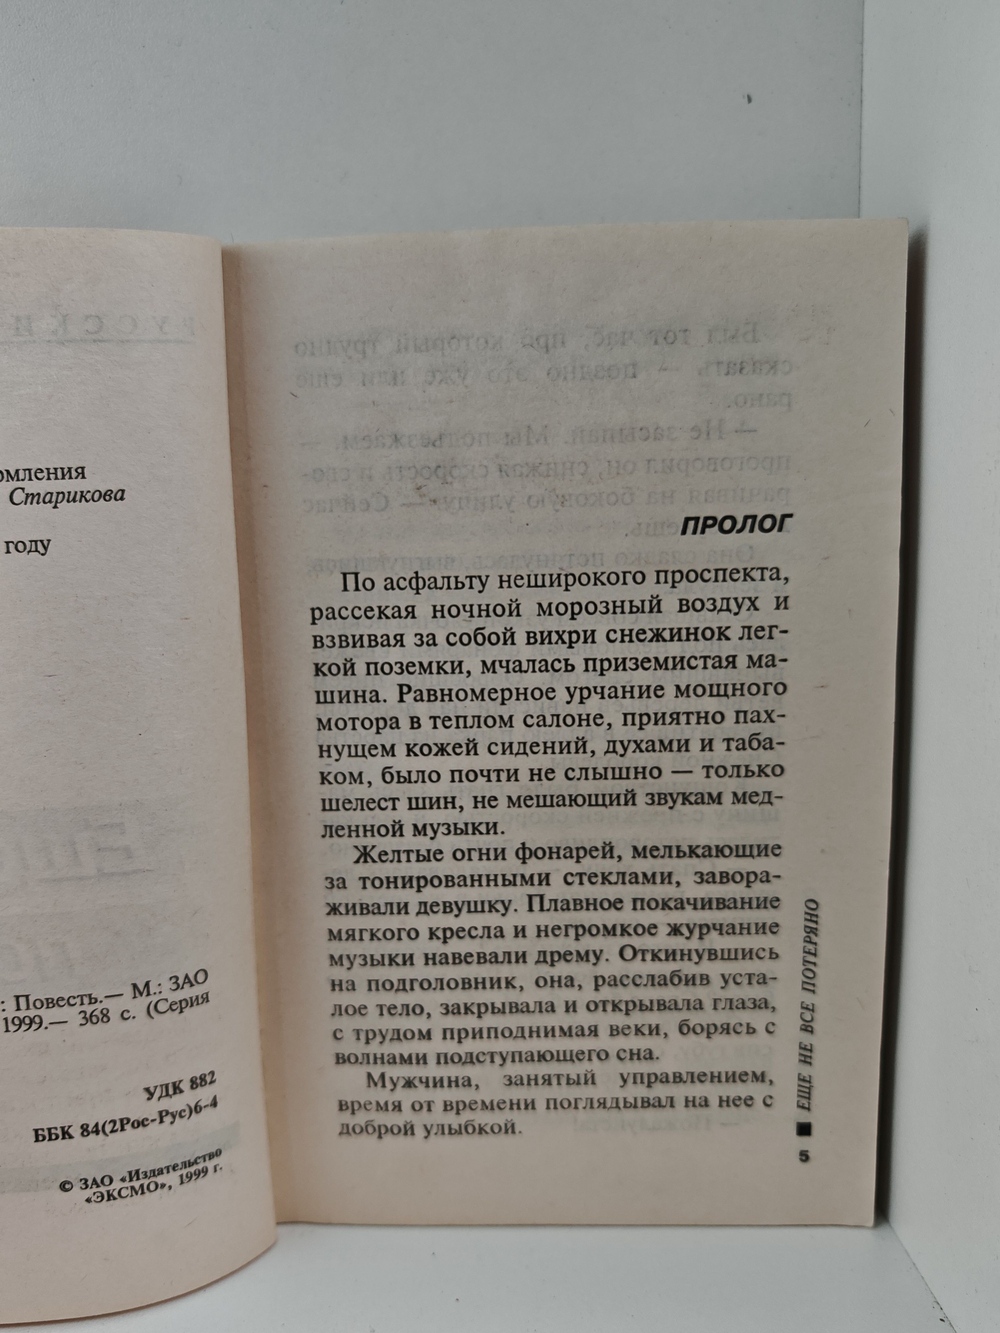 РУССКИ
омления
Старикова
году
: Повесть.— М.: ЗАО
1999.— 368 с. (Серия
УДК 882
ББК 84(2Рос-Рус)6-4
© ЗАО «Издательство
«ЭКСМО», 1999 г.
ПРОЛОГ
По асфальту неширокого проспекта,
рассекая ночной морозный воздух и
взвивая за собой вихри снежинок лег-
кой поземки, мчалась приземистая ма-
шина. Равномерное урчание мощного
мотора в теплом салоне, приятно пах-
нущем кожей сидений, духами и таба-
ком, было почти не слышно — только
шелест шин, не мешающий звукам мед-
ленной музыки.
Желтые огни фонарей, мелькающие
за тонированными стеклами, завора-
живали девушку. Плавное покачивание
мягкого кресла и негромкое журчание
музыки навевали дрему. Откинувшись
на подголовник, она, расслабив уста-
лое тело, закрывала и открывала глаза,
с трудом приподнимая веки, борясь с
волнами подступающего сна.
Мужчина, занятый управлением,
время от времени поглядывал на нее с
доброй улыбкой.
ЕЩЕ НЕ ВСЕ ПОТЕРЯНО
5